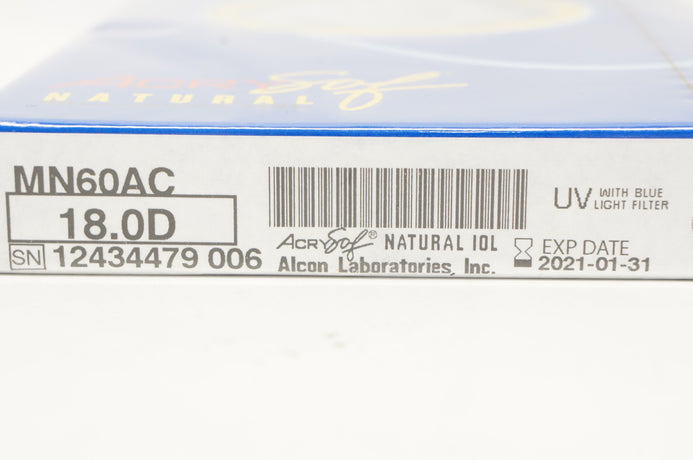 AcrySof
NATURAL
MN60AC
18.0D
SN 12434479 006
ACRYSof® NATURAL IOL
Alcon Laboratories, Inc.
UV WITH BLUE
LIGHT FILTER
EXP DATE
2021-01-31